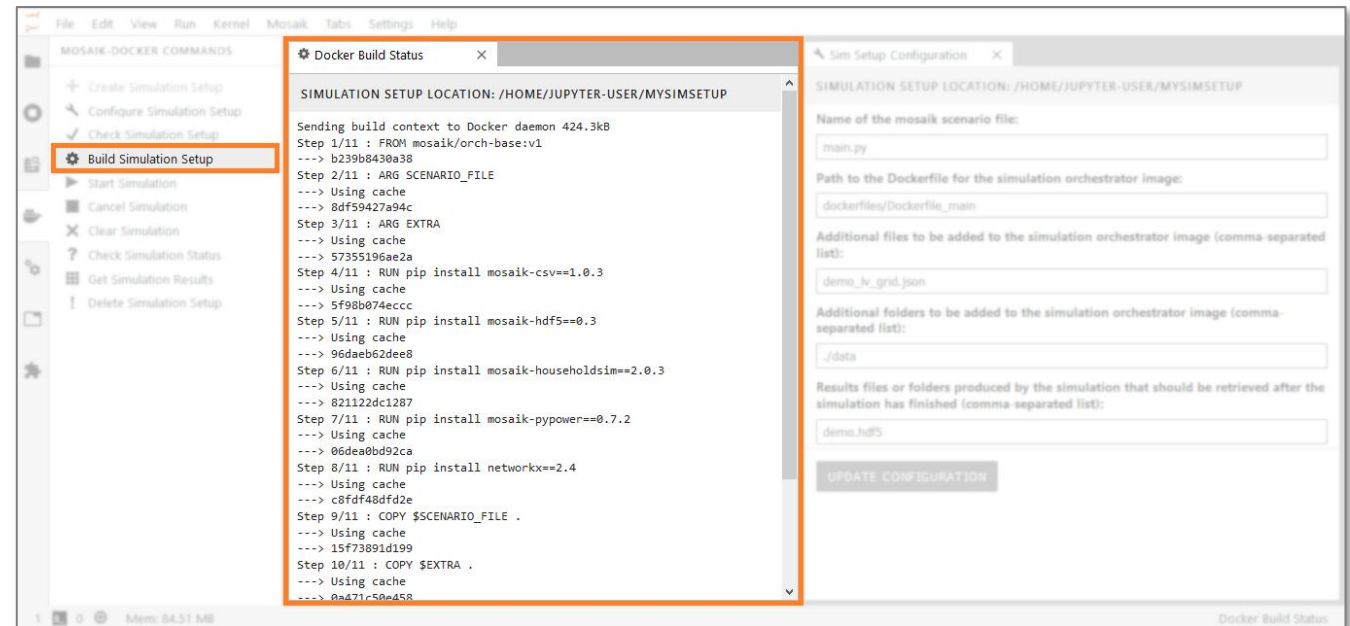 File Edit View Run Kernel Mosaik Tabs Settings Help
MOSAIK-DOCKER COMMANDS
Create Simulation Setup
Configure Simulation Setup
Check Simulation Setup
Build Simulation Setup
Start Simulation
Cancel Simulation
Clear Simulation
Check Simulation Status
Get Simulation Results
Delete Simulation Setup
Docker Build Status
SIMULATION SETUP LOCATION: /HOME/JUPYTER-USER/MYSIMSETUP
Sending build context to Docker daemon 424.3kB
Step 1/11 : FROM mosaik/orch-base:v1
---> b239b8430a38
Step 2/11 : ARG SCENARIO_FILE
---> Using cache
---> 8df59427a94c
Step 3/11 : ARG EXTRA
---> Using cache
---> 57355196ae2a
Step 4/11 : RUN pip install mosaik-csv==1.0.3
---> Using cache
---> 5f98b074eccc
Step 5/11 : RUN pip install mosaik-hdf5==0.3
---> Using cache
---> 96daeb62dee8
Step 6/11 : RUN pip install mosaik-householdsim==2.0.3
---> Using cache
---> 821122dc1287
Step 7/11 : RUN pip install mosaik-pypower==0.7.2
---> Using cache
---> 06dea0bd92ca
Step 8/11 : RUN pip install networkx==2.4
---> Using cache
---> c8fdf48dfd2e
Step 9/11 : COPY $SCENARIO_FILE .
---> Using cache
---> 15f73891d199
Step 10/11 : COPY $EXTRA .
---> Using cache
---> 0a471c50e458
Sim Setup Configuration
SIMULATION SETUP LOCATION: /HOME/JUPYTER-USER/MYSIMSETUP
Name of the mosaik scenario file:
main.py
Path to the Dockerfile for the simulation orchestrator image:
dockerfiles/Dockerfile_main
Additional files to be added to the simulation orchestrator image (comma-separated
list):
demo_lv_grid.json
Additional folders to be added to the simulation orchestrator image (comma-
separated list):
./data
Results files or folders produced by the simulation that should be retrieved after the
simulation has finished (comma-separated list):
demo.hdf5
UPDATE CONFIGURATION
1 0 Mem: 84.51 MB
Docker Build Status